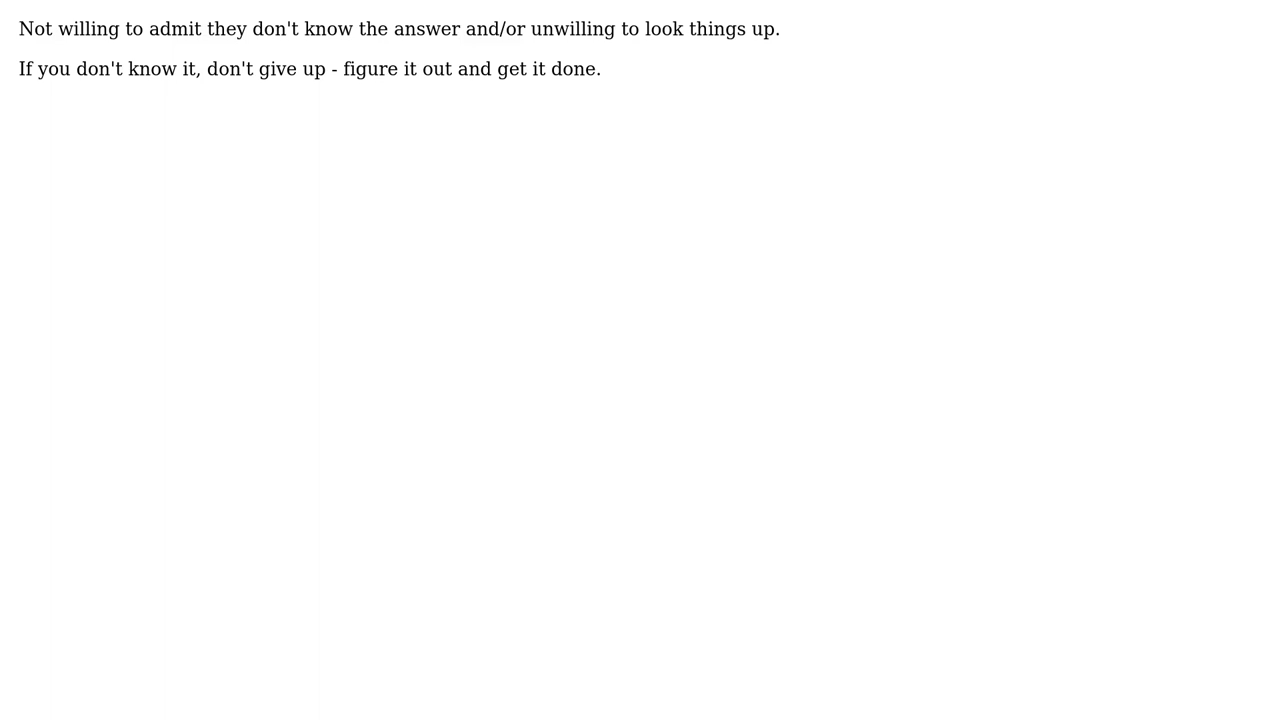 Not willing to admit they don't know the answer and/or unwilling to look things up.
If you don't know it, don't give up - figure it out and get it done.